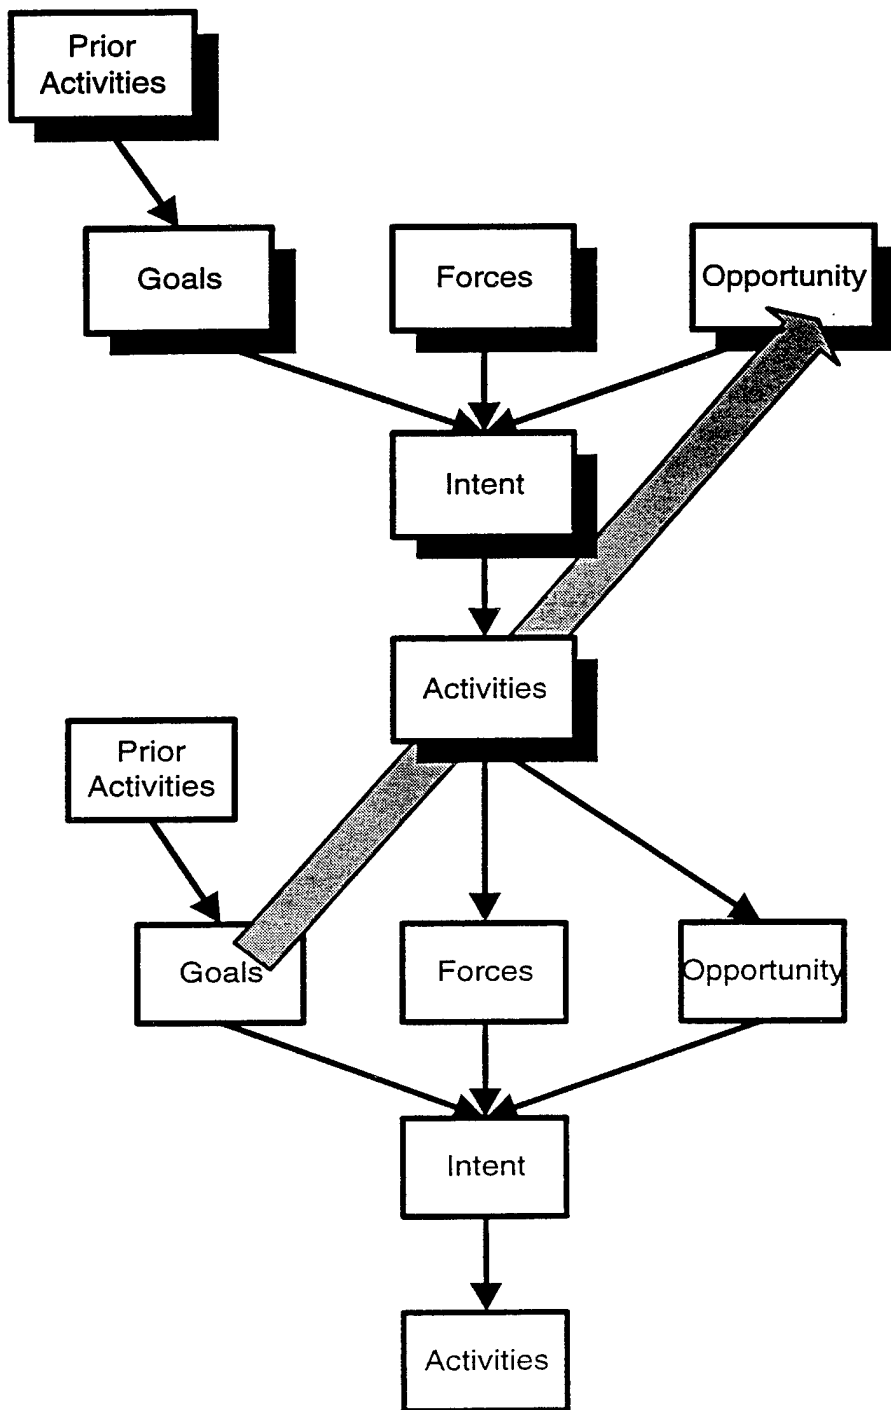 Prior
Activities
Goals
Forces
Opportunity
Intent
Activities
Prior
Activities
Goals
Forces
Opportunity
Intent
Activities